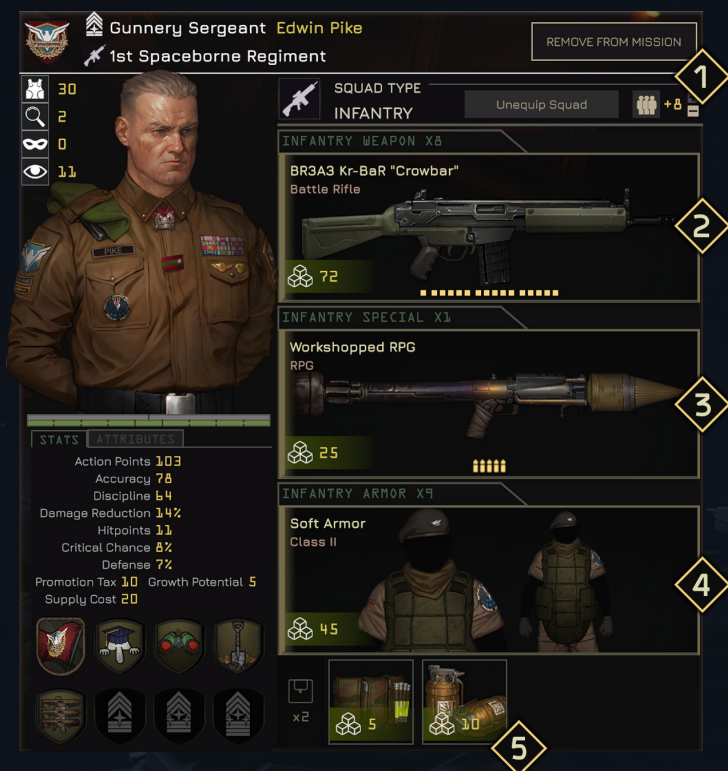 Gunnery Sergeant Edwin Pike
1st Spaceborne Regiment
REMOVE FROM MISSION
1
30
2
0
11
PIKE
SQUAD TYPE
INFANTRY
Unequip Squad
+8
INFANTRY WEAPON X8
BR3A3 Kr-BaR "Crowbar"
Battle Rifle
72
2
INFANTRY SPECIAL X1
Workshopped RPG
RPG
25
3
INFANTRY ARMOR X9
Soft Armor
Class II
45
4
x2
5
10
5
STATS ATTRIBUTES
Action Points 103
Accuracy 78
Discipline 64
Damage Reduction 14%
Hitpoints 11
Critical Chance 8%
Defense 7%
Promotion Tax 10 Growth Potential 5
Supply Cost 20